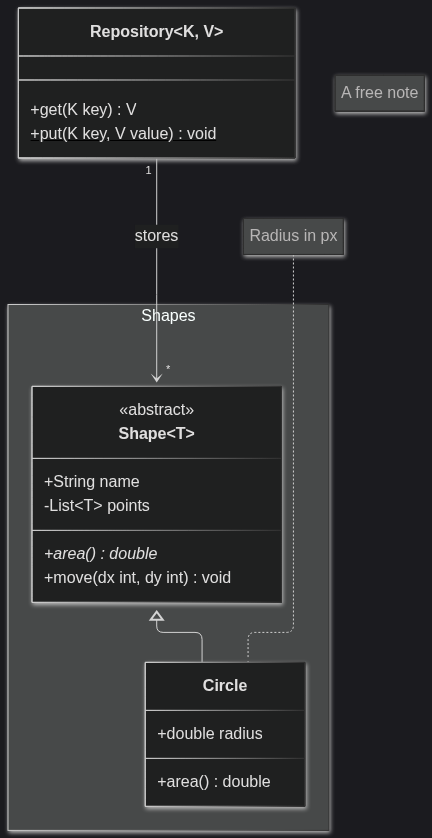 Repository<K, V>
+get(K key) : V
+put(K key, V value) : void
A free note
1
stores
Radius in px
Shapes
*
«abstract»
Shape<T>
+String name
-List<T> points
+area() : double
+move(dx int, dy int) : void
Circle
+double radius
+area() : double